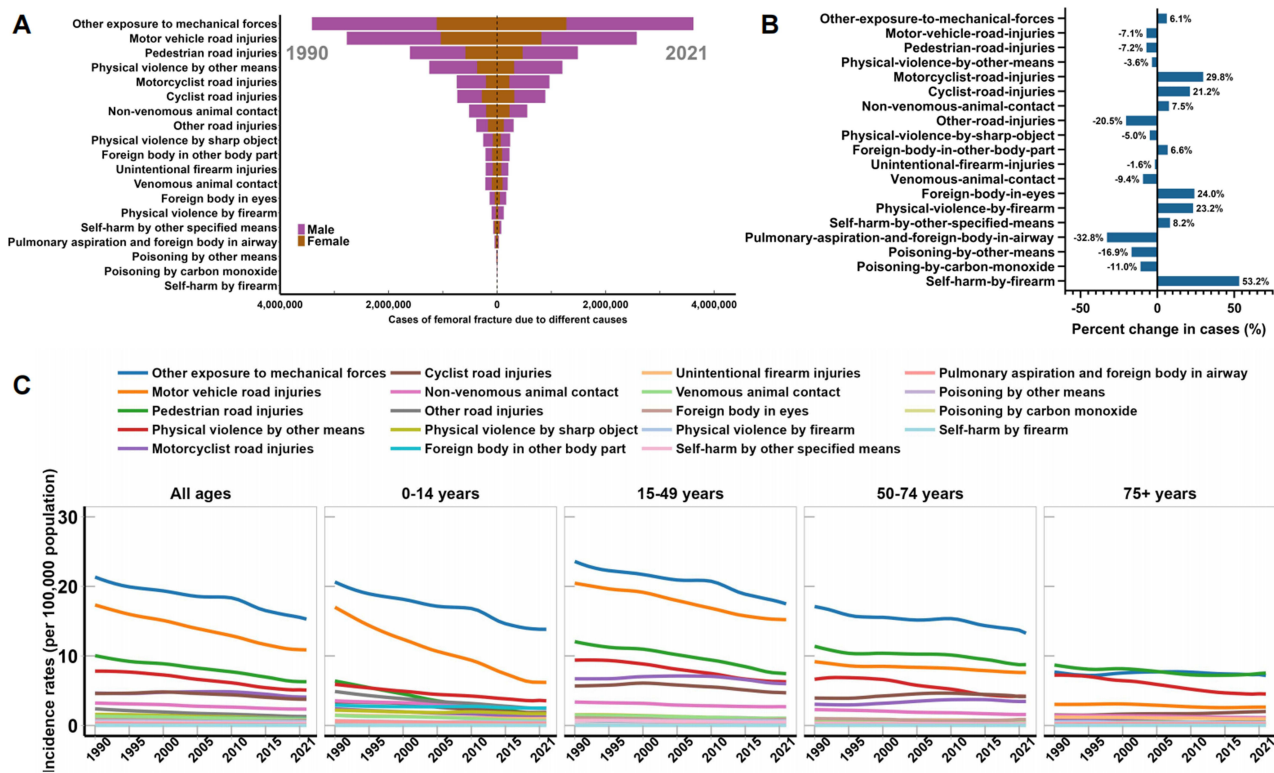 A
Other exposure to mechanical forces
Motor vehicle road injuries
Pedestrian road injuries
Physical violence by other means
Motorcyclist road injuries
Cyclist road injuries
Non-venomous animal contact
Other road injuries
Physical violence by sharp object
Foreign body in other body part
Unintentional firearm injuries
Venomous animal contact
Foreign body in eyes
Physical violence by firearm
Self-harm by other specified means
Pulmonary aspiration and foreign body in airway
Poisoning by other means
Poisoning by carbon monoxide
Self-harm by firearm
1990
2021
Male
Female
4,000,000 2,000,000 0 2,000,000 4,000,000
Cases of femoral fracture due to different causes
B
Other-exposure-to-mechanical-forces 6.1%
Motor-vehicle-road-injuries -7.1%
Pedestrian-road-injuries -7.2%
Physical-violence-by-other-means -3.6%
Motorcyclist-road-injuries 29.8%
Cyclist-road-injuries 21.2%
Non-venomous-animal-contact 7.5%
Other-road-injuries -20.5%
Physical-violence-by-sharp-object -5.0%
Foreign-body-in-other-body-part 6.6%
Unintentional-firearm-injuries -1.6%
Venomous-animal-contact -9.4%
Foreign-body-in-eyes 24.0%
Physical-violence-by-firearm 23.2%
Self-harm-by-other-specified-means 8.2%
Pulmonary-aspiration-and-foreign-body-in-airway -32.8%
Poisoning-by-other-means -16.9%
Poisoning-by-carbon-monoxide -11.0%
Self-harm-by-firearm 53.2%
-50 0 50
Percent change in cases (%)
C
Other exposure to mechanical forces Cyclist road injuries Unintentional firearm injuries Pulmonary aspiration and foreign body in airway
Motor vehicle road injuries Non-venomous animal contact Venomous animal contact Poisoning by other means
Pedestrian road injuries Other road injuries Foreign body in eyes Poisoning by carbon monoxide
Physical violence by other means Physical violence by sharp object Physical violence by firearm Self-harm by firearm
Motorcyclist road injuries Foreign body in other body part Self-harm by other specified means
Incidence rates (per 100,000 population)
All ages 0-14 years 15-49 years 50-74 years 75+ years
30
20
10
0
1990 1995 2000 2005 2010 2015 2021 1990 1995 2000 2005 2010 2015 2021 1990 1995 2000 2005 2010 2015 2021 1990 1995 2000 2005 2010 2015 2021 1990 1995 2000 2005 2010 2015 2021